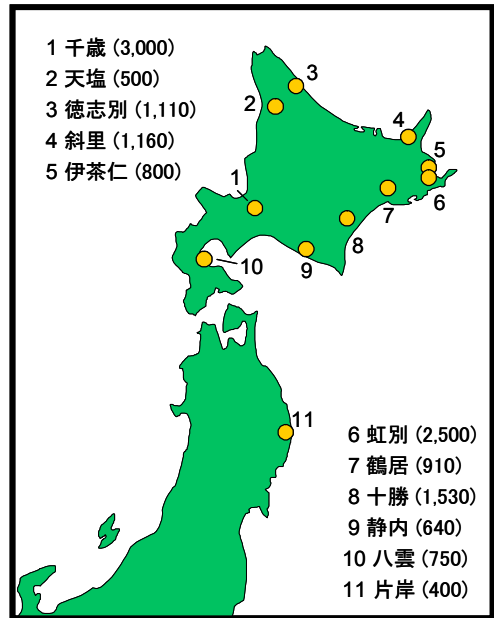 1 千歳 (3,000)
2 天塩 (500)
3 徳志別 (1,110)
4 斜里 (1,160)
5 伊茶仁 (800)
3
2
4
5
1
6
7
8
10
9
11
6 虹別 (2,500)
7 鶴居 (910)
8 十勝 (1,530)
9 静内 (640)
10 八雲 (750)
11 片岸 (400)